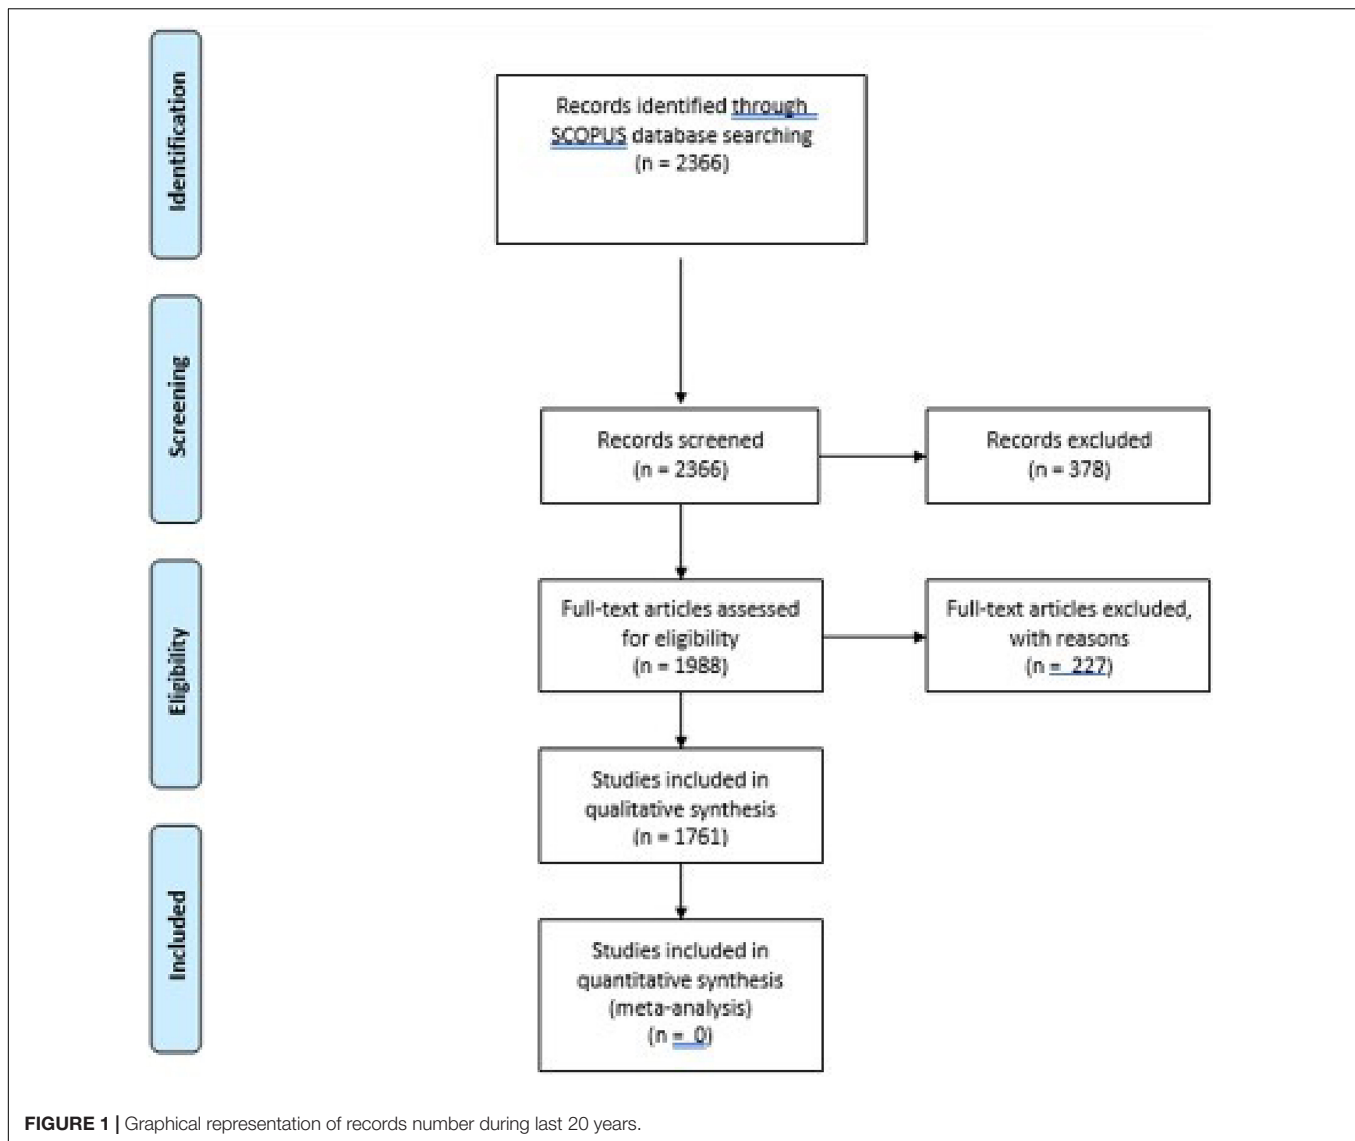 Identification
Records identified through
SCOPUS database searching
(n = 2366)
Screening
Records screened
(n = 2366)
Records excluded
(n = 378)
Eligibility
Full-text articles assessed
for eligibility
(n = 1988)
Full-text articles excluded,
with reasons
(n = 227)
Studies included in
qualitative synthesis
(n = 1761)
Included
Studies included in
quantitative synthesis
(meta-analysis)
(n = 0)
FIGURE 1 | Graphical representation of records number during last 20 years.